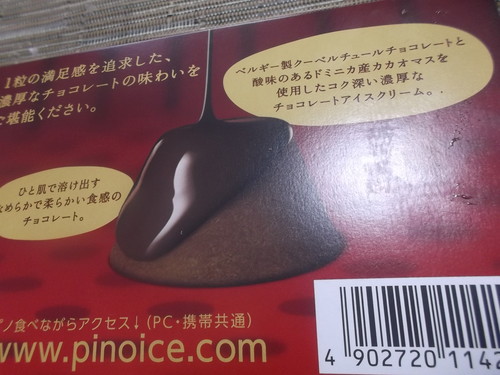 1粒の満足感を追求した、
濃厚なチョコレートの味わいを
ご堪能ください。
ベルギー製クーベルチュールチョコレートと
酸味のあるドミニカ産カカオマスを
使用したコク深い濃厚な
チョコレートアイスクリーム。
ひと肌で溶け出す
なめらかで柔らかい食感の
チョコレート。
ピノ食べながらアクセス↓(PC・携帯共通)
www.pinoice.com
4 902720 1142